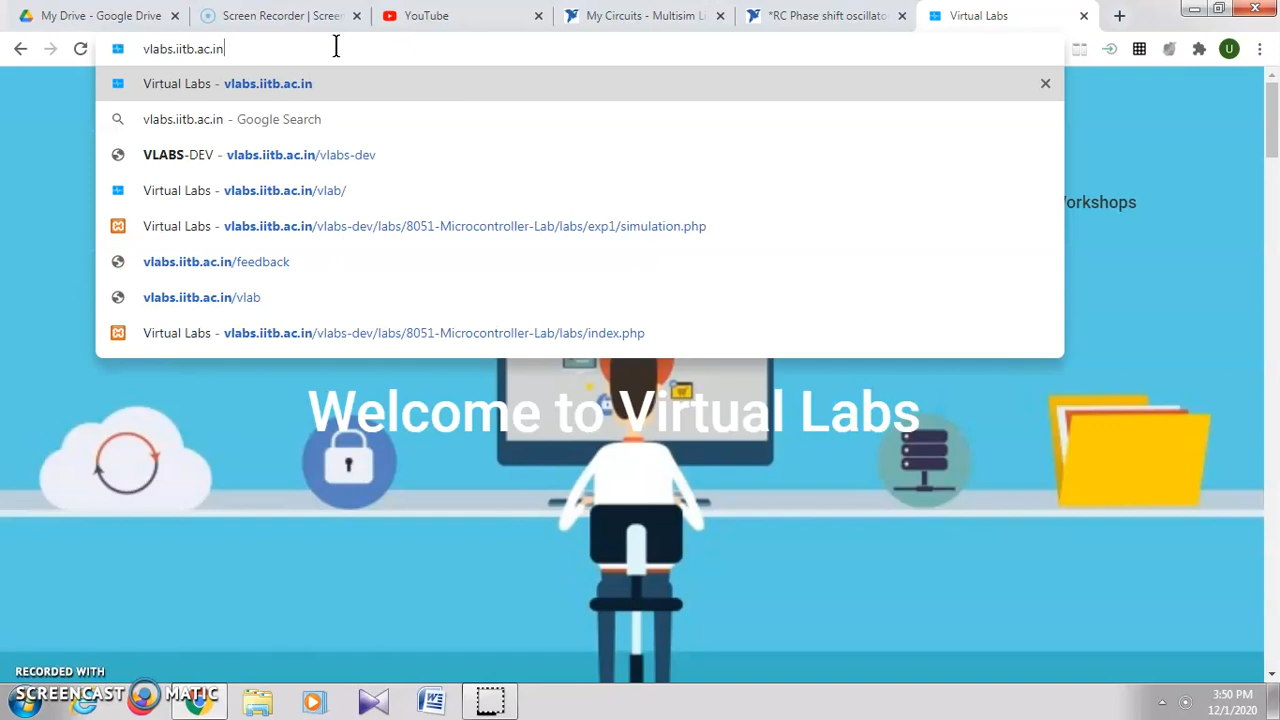 My Drive - Google Drive
Screen Recorder | Screen
YouTube
My Circuits - Multisim L
*RC Phase shift oscillato
Virtual Labs
vlabs.iitb.ac.in
U
Virtual Labs - vlabs.iitb.ac.in
vlabs.iitb.ac.in - Google Search
VLABS-DEV - vlabs.iitb.ac.in/vlabs-dev
Virtual Labs - vlabs.iitb.ac.in/vlab/
Workshops
Virtual Labs - vlabs.iitb.ac.in/vlabs-dev/labs/8051-Microcontroller-Lab/labs/exp1/simulation.php
vlabs.iitb.ac.in/feedback
vlabs.iitb.ac.in/vlab
Virtual Labs - vlabs.iitb.ac.in/vlabs-dev/labs/8051-Microcontroller-Lab/labs/index.php
Welcome to Virtual Labs
RECORDED WITH
SCREENCAST MATIC
3:50 PM
12/1/2020